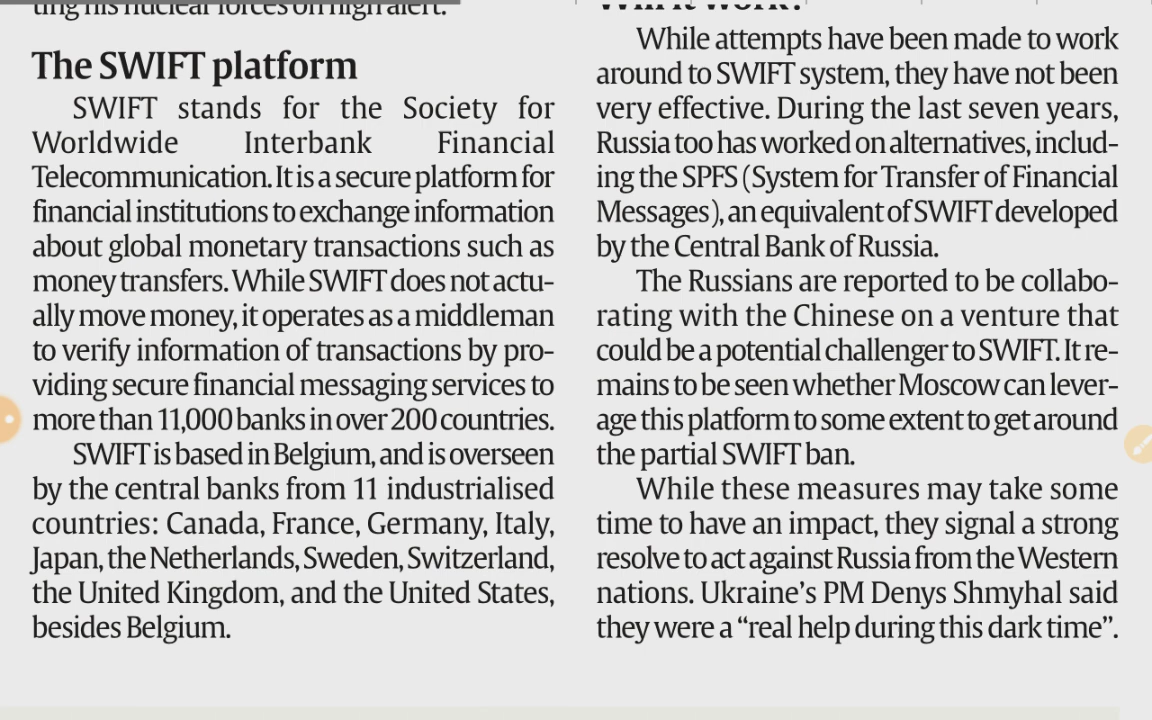 ting his nuclear forces on high alert.
The SWIFT platform
SWIFT stands for the Society for
Worldwide Interbank Financial
Telecommunication. It is a secure platform for
financial institutions to exchange information
about global monetary transactions such as
money transfers. While SWIFT does not actu-
ally move money, it operates as a middleman
to verify information of transactions by pro-
viding secure financial messaging services to
more than 11,000 banks in over 200 countries.
SWIFT is based in Belgium, and is overseen
by the central banks from 11 industrialised
countries: Canada, France, Germany, Italy,
Japan, the Netherlands, Sweden, Switzerland,
the United Kingdom, and the United States,
besides Belgium.
Will it work?
While attempts have been made to work
around to SWIFT system, they have not been
very effective. During the last seven years,
Russia too has worked on alternatives, includ-
ing the SPFS (System for Transfer of Financial
Messages), an equivalent of SWIFT developed
by the Central Bank of Russia.
The Russians are reported to be collabo-
rating with the Chinese on a venture that
could be a potential challenger to SWIFT. It re-
mains to be seen whether Moscow can lever-
age this platform to some extent to get around
the partial SWIFT ban.
While these measures may take some
time to have an impact, they signal a strong
resolve to act against Russia from the Western
nations. Ukraine’s PM Denys Shmyhal said
they were a “real help during this dark time”.